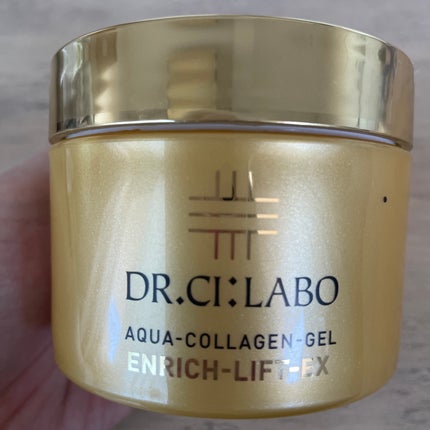 DR.CI:LABO
AQUA-COLLAGEN-GEL
ENRICH-LIFT-EX